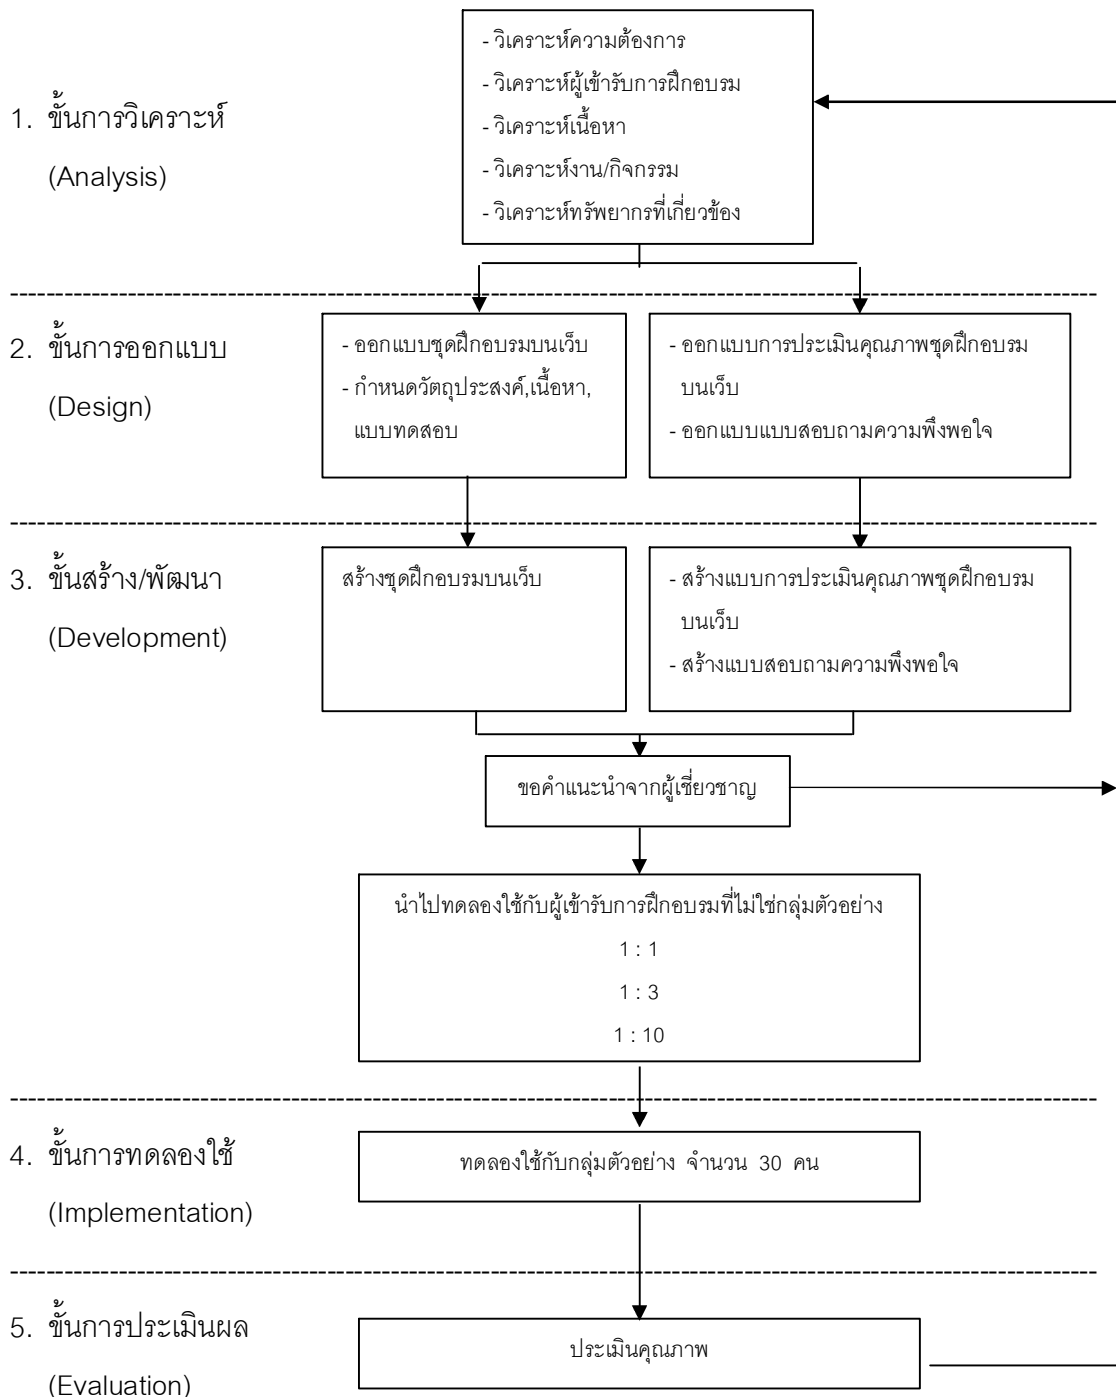 1. ขั้นการวิเคราะห์
(Analysis)
- วิเคราะห์ความต้องการ
- วิเคราะห์ผู้เข้ารับการฝึกอบรม
- วิเคราะห์เนื้อหา
- วิเคราะห์งาน/กิจกรรม
- วิเคราะห์ทรัพยากรที่เกี่ยวข้อง
2. ขั้นการออกแบบ
(Design)
- ออกแบบชุดฝึกอบรมบนเว็บ
- กำหนดวัตถุประสงค์,เนื้อหา,
แบบทดสอบ
- ออกแบบการประเมินคุณภาพชุดฝึกอบรม
บนเว็บ
- ออกแบบแบบสอบถามความพึงพอใจ
3. ขั้นสร้าง/พัฒนา
(Development)
สร้างชุดฝึกอบรมบนเว็บ
- สร้างแบบการประเมินคุณภาพชุดฝึกอบรม
บนเว็บ
- สร้างแบบสอบถามความพึงพอใจ
ขอคำแนะนำจากผู้เชี่ยวชาญ
นำไปทดลองใช้กับผู้เข้ารับการฝึกอบรมที่ไม่ใช่กลุ่มตัวอย่าง
1 : 1
1 : 3
1 : 10
4. ขั้นการทดลองใช้
(Implementation)
ทดลองใช้กับกลุ่มตัวอย่าง จำนวน 30 คน
5. ขั้นการประเมินผล
(Evaluation)
ประเมินคุณภาพ